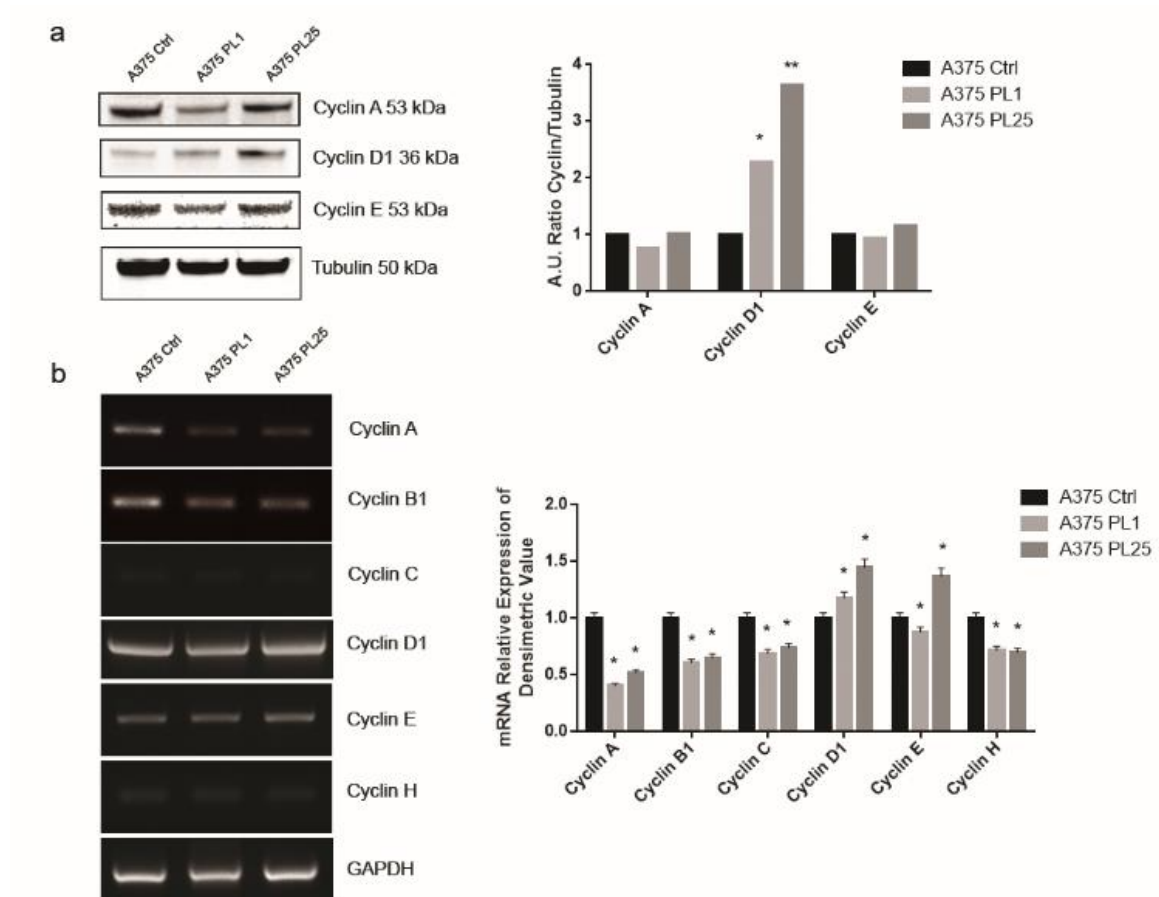 a
A375 Ctrl
A375 PL1
A375 PL25
Cyclin A 53 kDa
Cyclin D1 36 kDa
Cyclin E 53 kDa
Tubulin 50 kDa
A.U. Ratio Cyclin/Tubulin
4
3
2
1
0
*
**
Cyclin A
Cyclin D1
Cyclin E
A375 Ctrl
A375 PL1
A375 PL25
b
A375 Ctrl
A375 PL1
A375 PL25
Cyclin A
Cyclin B1
Cyclin C
Cyclin D1
Cyclin E
Cyclin H
GAPDH
mRNA Relative Expression of
Densimetric Value
2.0
1.5
1.0
0.5
0.0
* *
* *
* *
* *
* *
* *
Cyclin A
Cyclin B1
Cyclin C
Cyclin D1
Cyclin E
Cyclin H
A375 Ctrl
A375 PL1
A375 PL25